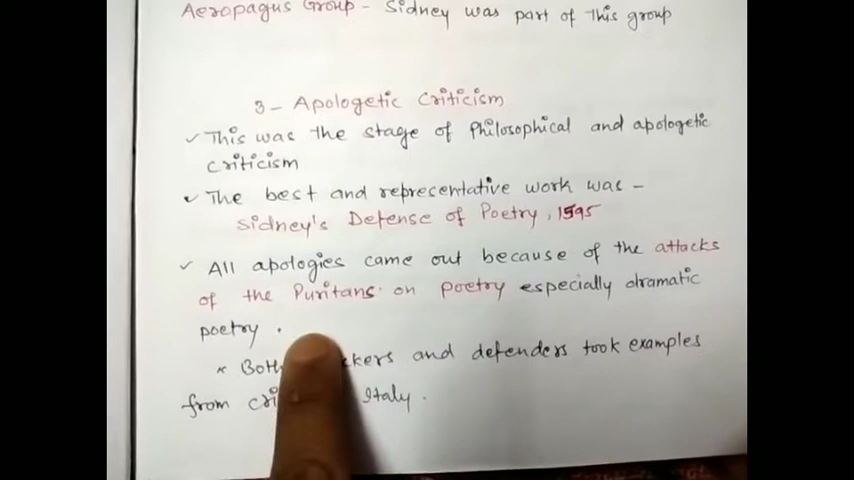 Aeropagus Group - Sidney was part of this group
3- Apologetic Criticism
✓ This was the stage of Philosophical and apologetic
criticism
✓ The best and representative work was -
Sidney's Defense of Poetry, 1595
✓ All apologies came out because of the attacks
of the Puritans on poetry especially dramatic
poetry.
* and defenders took examples
from Italy.